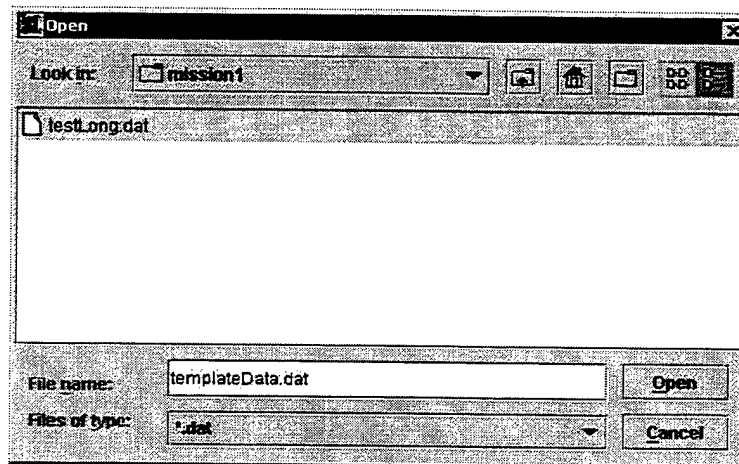 Open
Look in: mission1
testLong.dat
File name: templateData.dat Open
Files of type: *.dat Cancel